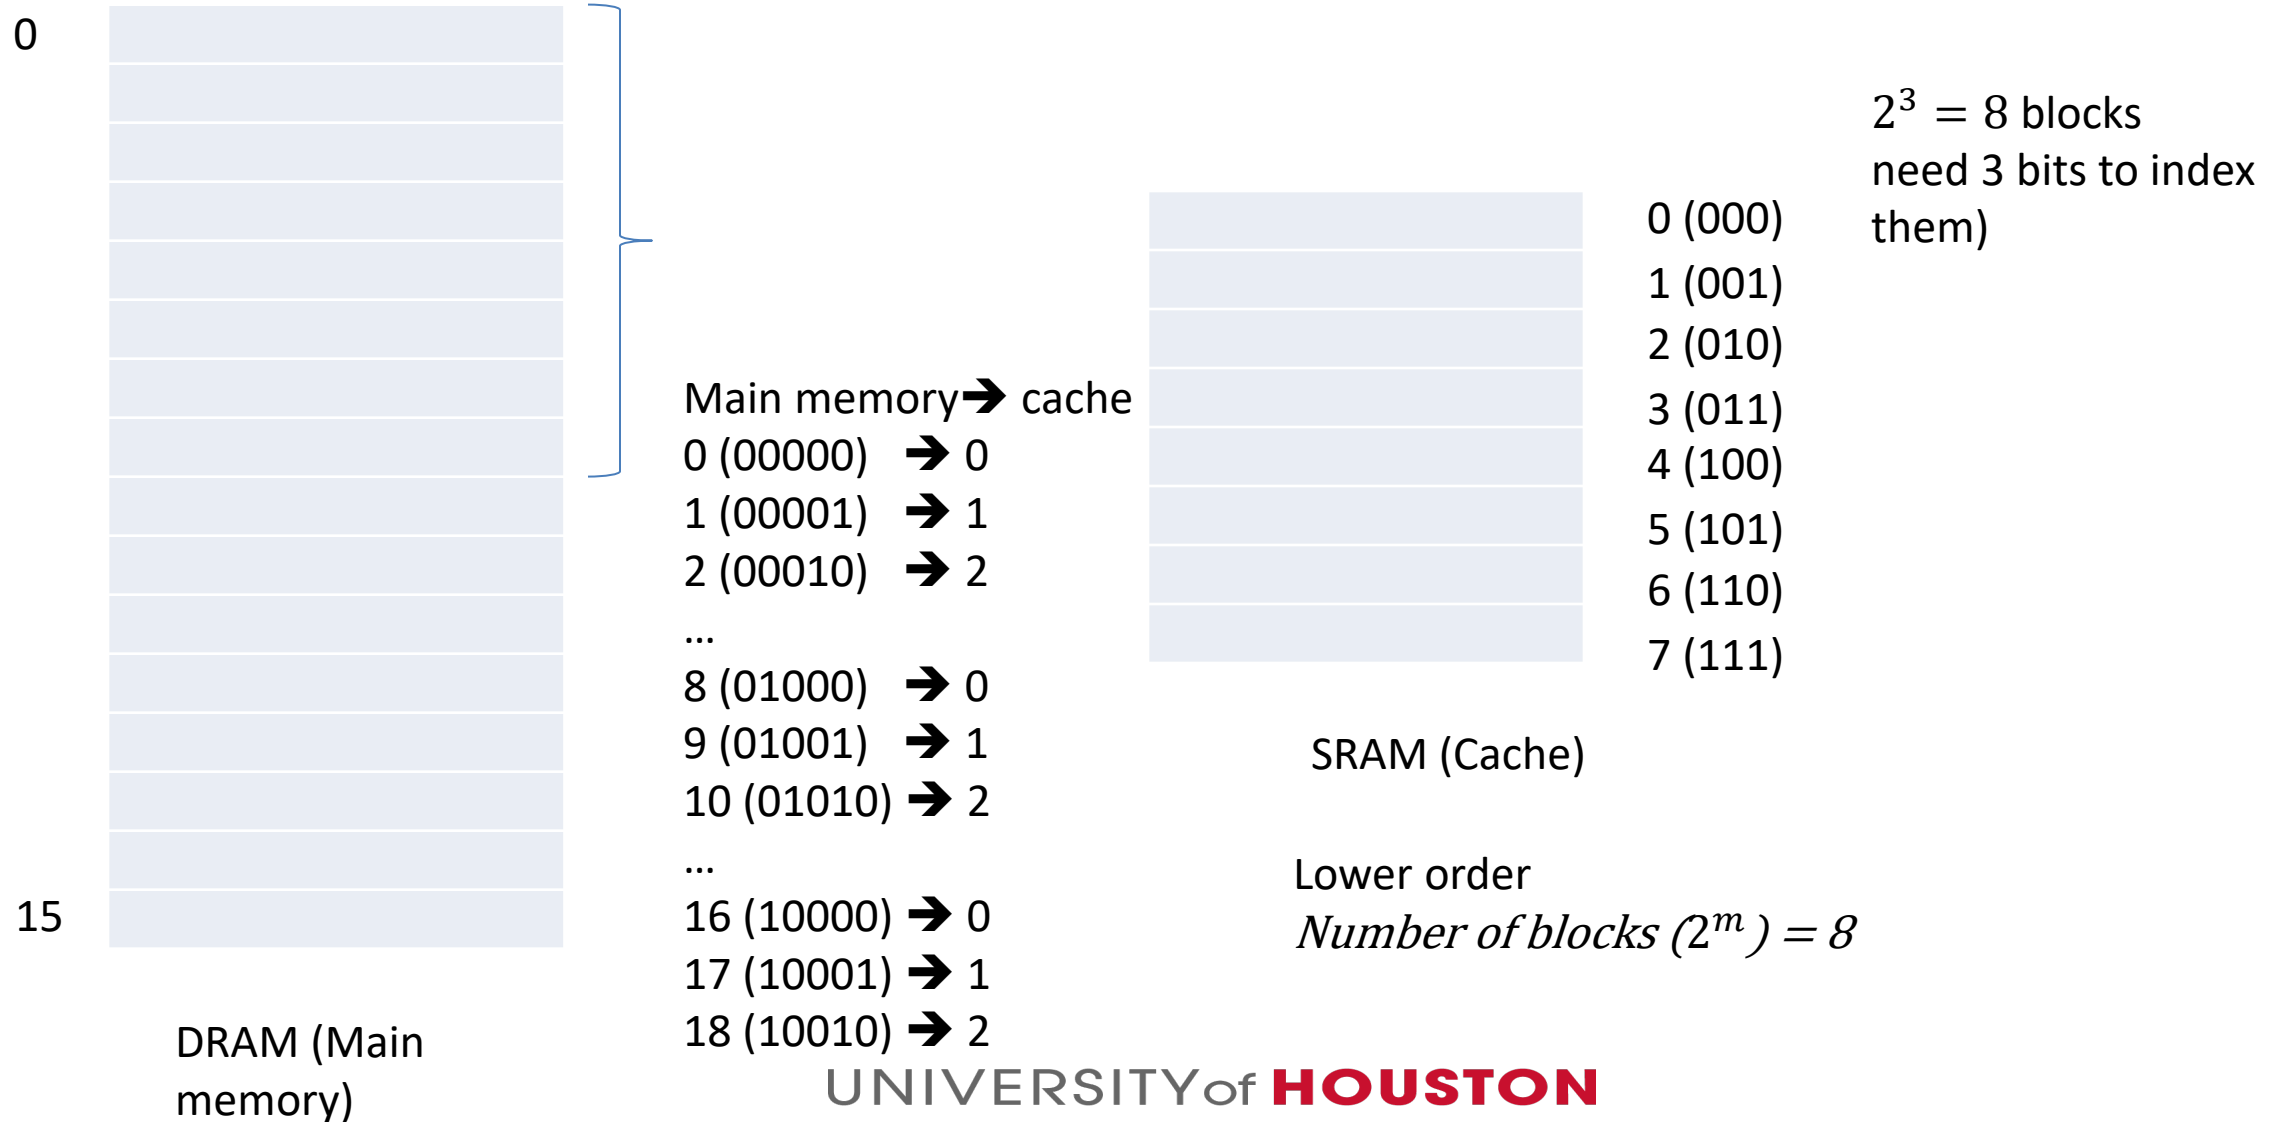 0
15
DRAM (Main
memory)
Main memory➔ cache
0 (00000) ➔ 0
1 (00001) ➔ 1
2 (00010) ➔ 2
...
8 (01000) ➔ 0
9 (01001) ➔ 1
10 (01010) ➔ 2
...
16 (10000) ➔ 0
17 (10001) ➔ 1
18 (10010) ➔ 2
0 (000)
1 (001)
2 (010)
3 (011)
4 (100)
5 (101)
6 (110)
7 (111)
SRAM (Cache)
2³ = 8 blocks
need 3 bits to index
them)
Lower order
Number of blocks (2ᵐ) = 8
UNIVERSITY of HOUSTON